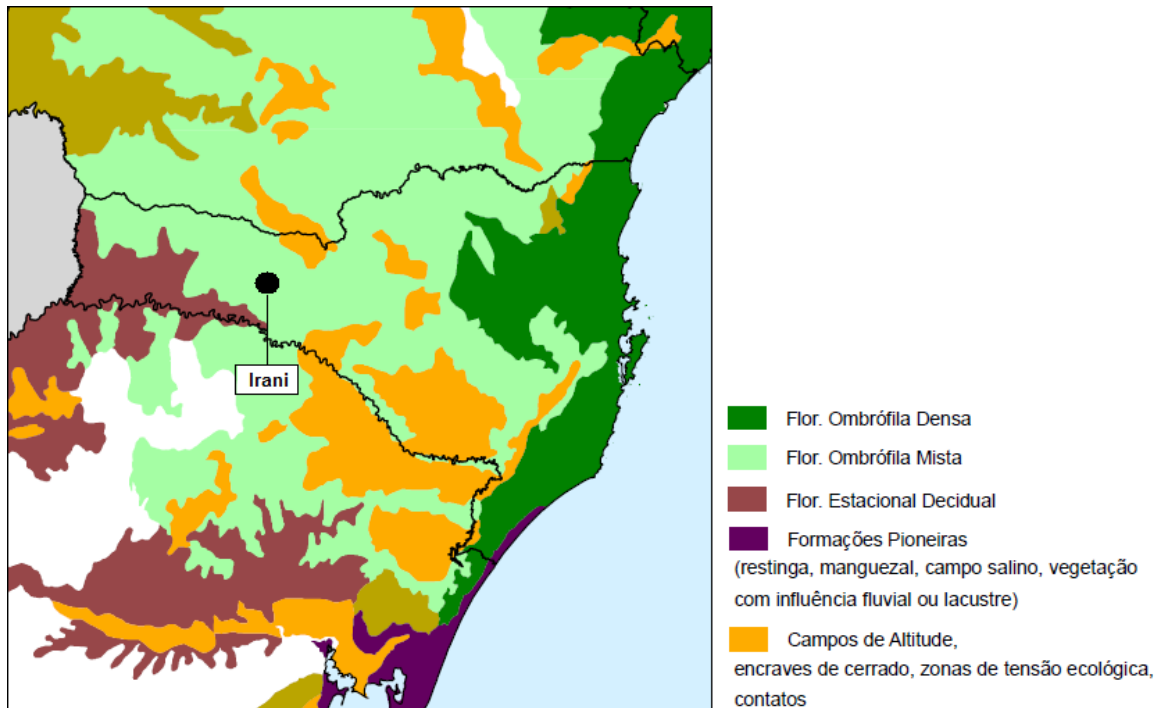 Irani
Flor. Ombrófila Densa
Flor. Ombrófila Mista
Flor. Estacional Decidual
Formações Pioneiras
(restinga, manguezal, campo salino, vegetação
com influência fluvial ou lacustre)
Campos de Altitude,
encraves de cerrado, zonas de tensão ecológica,
contatos